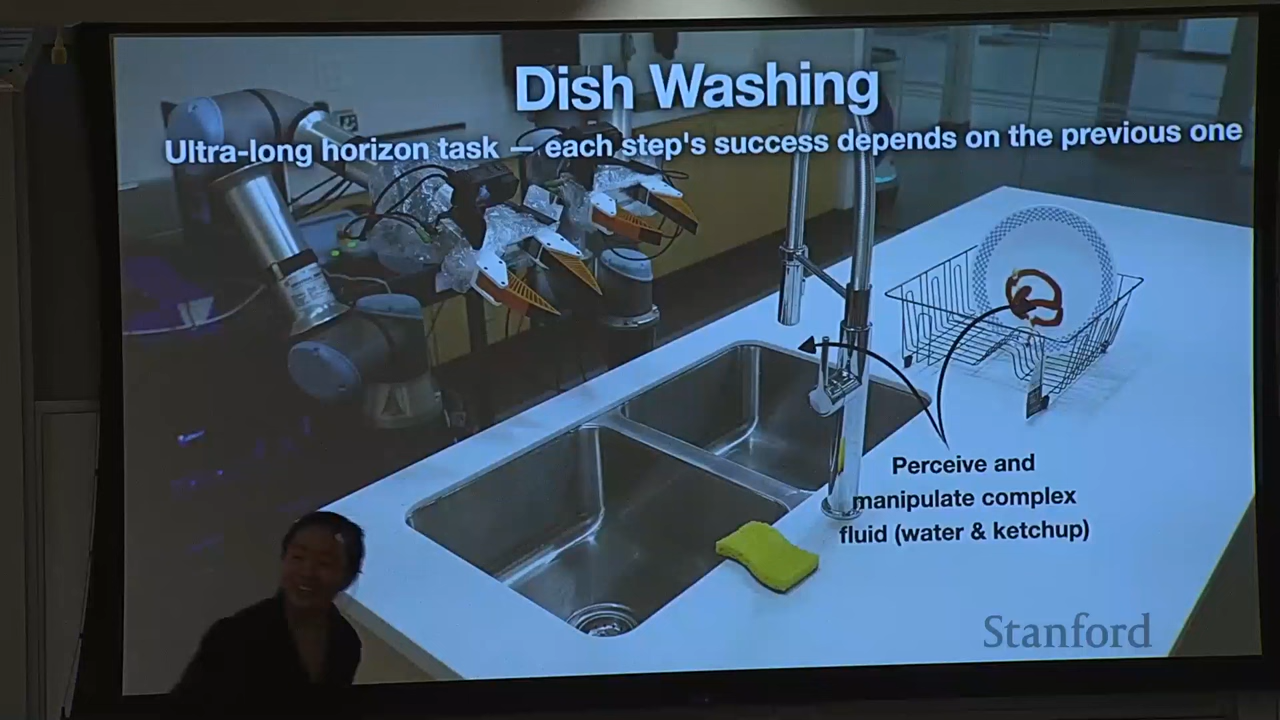 Dish Washing
Ultra-long horizon task — each step's success depends on the previous one
Perceive and
manipulate complex
fluid (water & ketchup)
Stanford